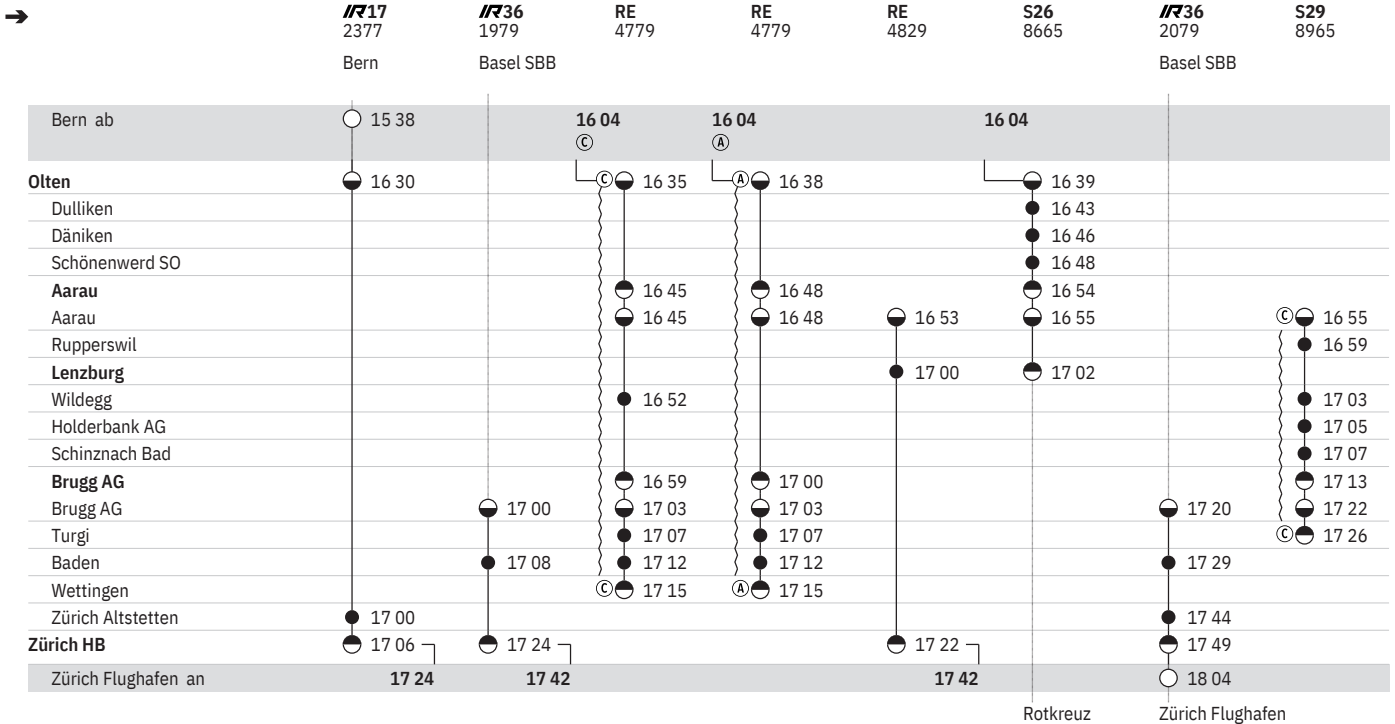 ➔ IR17 IR36 RE RE RE S26 IR36 S29
2377 1979 4779 4779 4829 8665 2079 8965
Bern Basel SBB Basel SBB
Bern ab 15 38 16 04 16 04 16 04
Ⓒ Ⓐ
Olten 16 30 Ⓒ 16 35 Ⓐ 16 38 16 39
Dulliken 16 43
Däniken 16 46
Schönenwerd SO 16 48
Aarau 16 45 16 48 16 54
Aarau 16 45 16 48 16 53 16 55 Ⓒ 16 55
Rupperswil 16 59
Lenzburg 17 00 17 02
Wildegg 16 52 17 03
Holderbank AG 17 05
Schinznach Bad 17 07
Brugg AG 16 59 17 00 17 13
Brugg AG 17 00 17 03 17 03 17 20 17 22
Turgi 17 07 17 07 Ⓒ 17 26
Baden 17 08 17 12 17 12 17 29
Wettingen Ⓒ 17 15 Ⓐ 17 15
Zürich Altstetten 17 00 17 44
Zürich HB 17 06 17 24 17 22 17 49
Zürich Flughafen an 17 24 17 42 17 42 18 04
Rotkreuz Zürich Flughafen